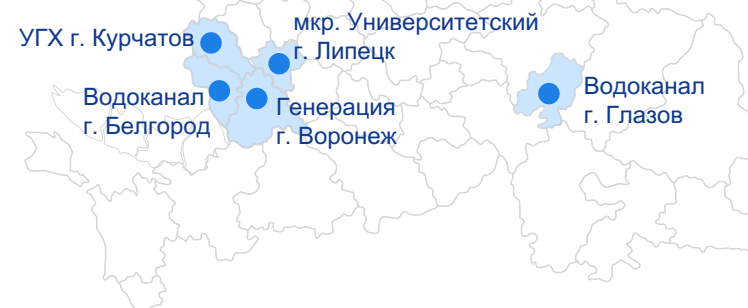 УГХ г. Курчатов
мкр. Университетский
г. Липецк
Водоканал
г. Белгород
Генерация
г. Воронеж
Водоканал
г. Глазов